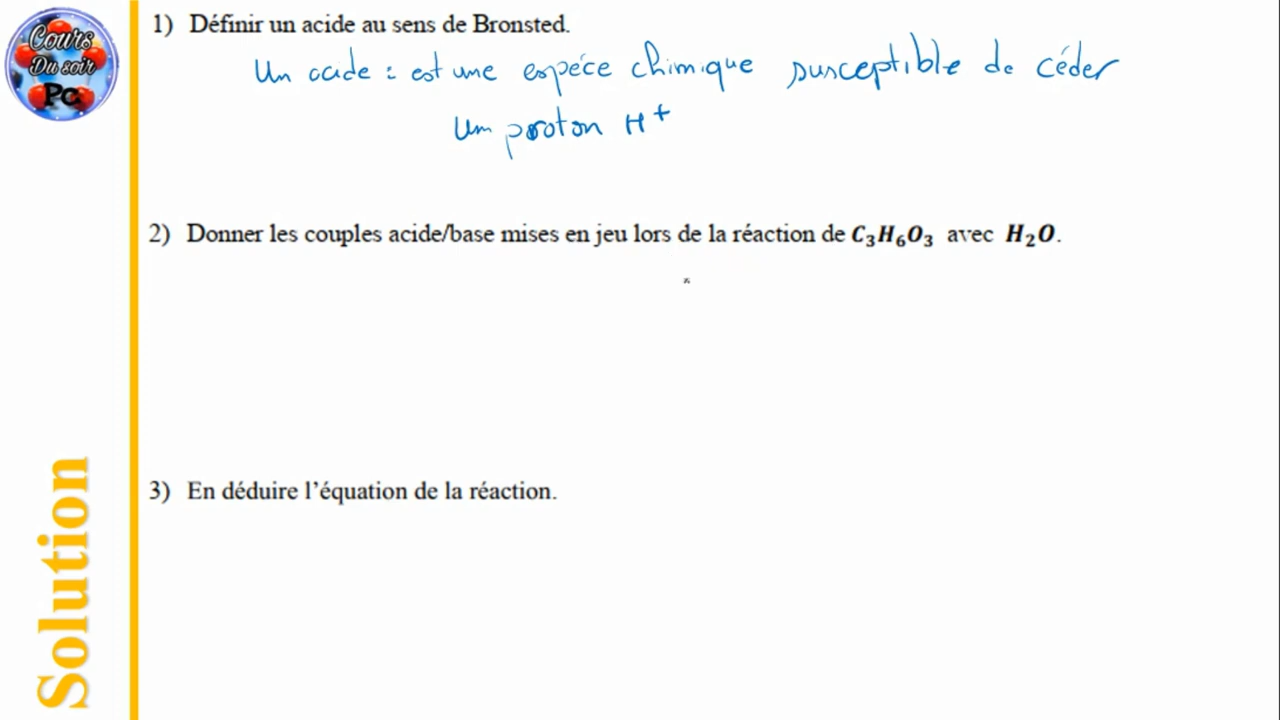 Cours
Du soir
PC
1) Définir un acide au sens de Bronsted.
Un acide : est une espéce chimique susceptible de céder
um proton H⁺
2) Donner les couples acide/base mises en jeu lors de la réaction de C₃H₆O₃ avec H₂O.
3) En déduire l’équation de la réaction.
Solution